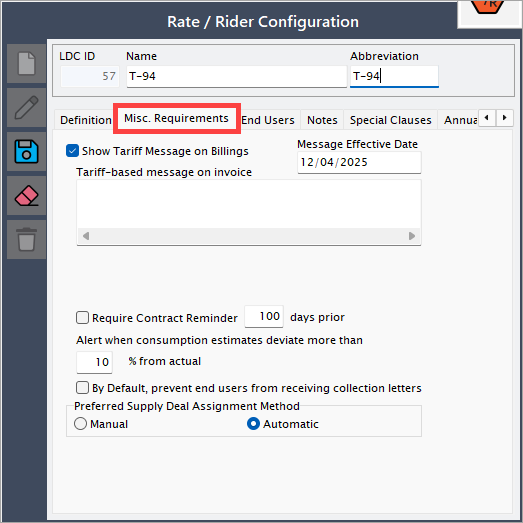 Rate / Rider Configuration
LDC ID Name Abbreviation
57 T-94 T-94
Definition Misc. Requirements End Users Notes Special Clauses Annua
Show Tariff Message on Billings Message Effective Date
12/04/2025
Tariff-based message on invoice
Require Contract Reminder 100 days prior
Alert when consumption estimates deviate more than
10 % from actual
By Default, prevent end users from receiving collection letters
Preferred Supply Deal Assignment Method
Manual Automatic